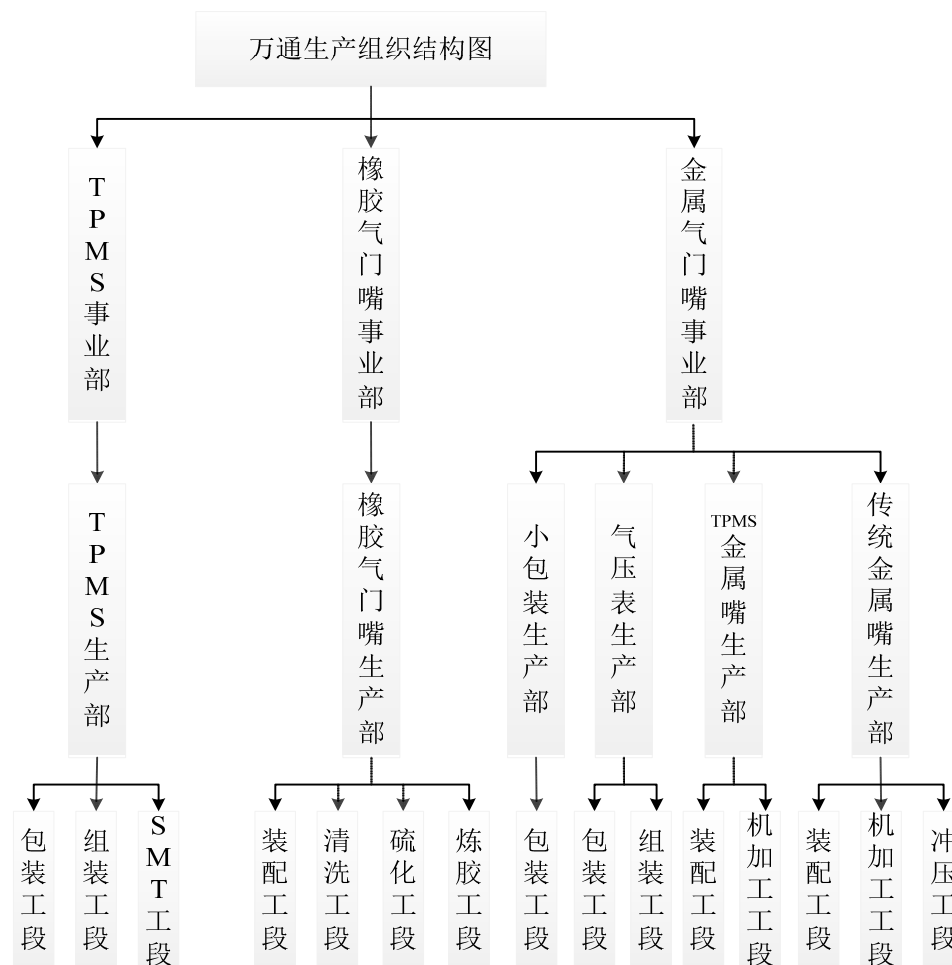 万通生产组织结构图
TPMS事业部
橡胶气门嘴事业部
金属气门嘴事业部
TPMS生产部
橡胶气门嘴生产部
小包装生产部
气压表生产部
TPMS金属嘴生产部
传统金属嘴生产部
包装工段
组装工段
SMT工段
装配工段
清洗工段
硫化工段
炼胶工段
包装工段
包装工段
组装工段
装配工段
机加工工段
装配工段
机加工工段
冲压工段